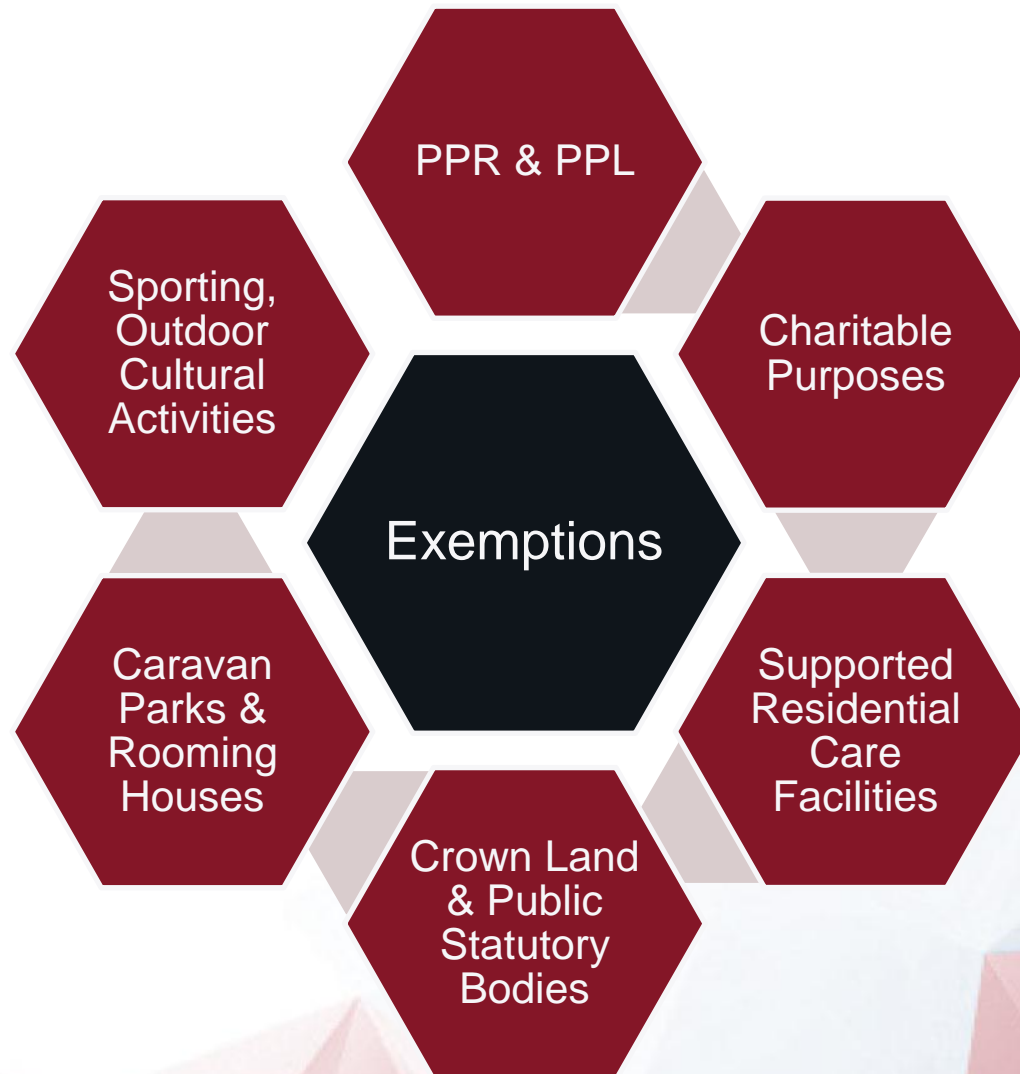 PPR & PPL
Charitable
Purposes
Supported
Residential
Care
Facilities
Crown Land
& Public
Statutory
Bodies
Caravan
Parks &
Rooming
Houses
Sporting,
Outdoor
Cultural
Activities
Exemptions